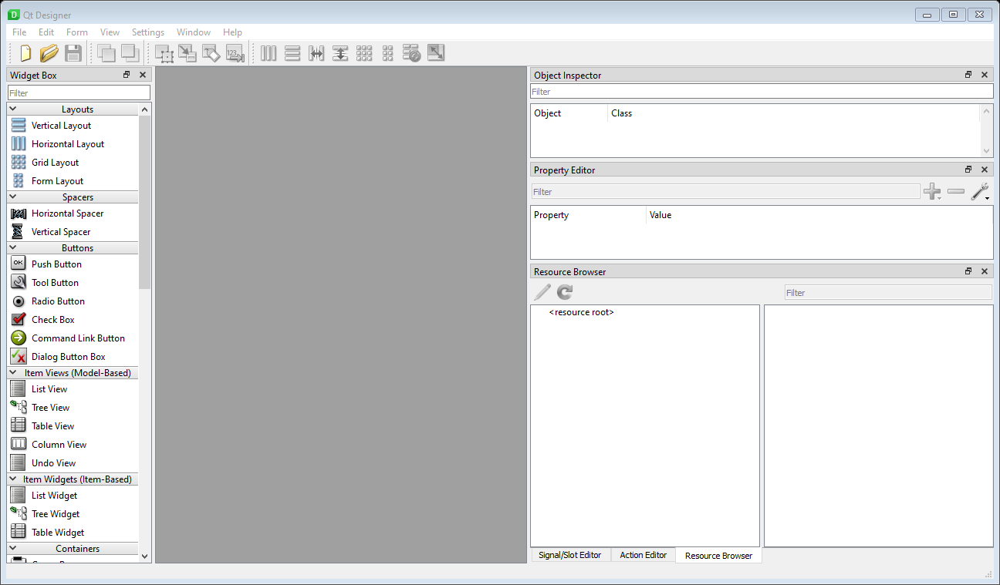 Qt Designer
File Edit Form View Settings Window Help
Widget Box
Filter
Layouts
Vertical Layout
Horizontal Layout
Grid Layout
Form Layout
Spacers
Horizontal Spacer
Vertical Spacer
Buttons
OK
Push Button
Tool Button
Radio Button
Check Box
Command Link Button
Dialog Button Box
Item Views (Model-Based)
List View
Tree View
Table View
Column View
Undo View
Item Widgets (Item-Based)
List Widget
Tree Widget
Table Widget
Containers
Object Inspector
Filter
Object Class
Property Editor
Filter
Property Value
Resource Browser
Filter
<resource root>
Signal/Slot Editor Action Editor Resource Browser